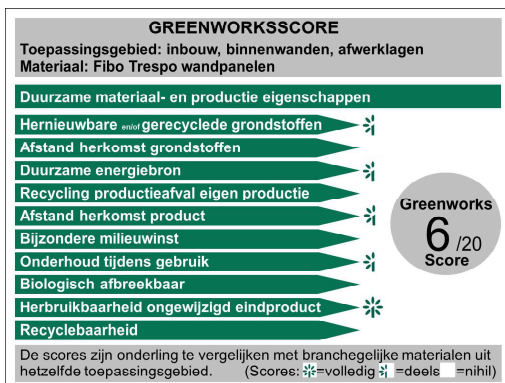 GREENWORKSSCORE
Toepassingsgebied: inbouw, binnenwanden, afwerklagen
Materiaal: Fibo Trespo wandpanelen
Duurzame materiaal- en productie eigenschappen
Hernieuwbare en/of gerecyclede grondstoffen
Afstand herkomst grondstoffen
Duurzame energiebron
Recycling productieafval eigen productie
Afstand herkomst product
Bijzondere milieuwinst
Onderhoud tijdens gebruik
Biologisch afbreekbaar
Herbruikbaarheid ongewijzigd eindproduct
Recyclebaarheid
Greenworks
6 /20
Score
De scores zijn onderling te vergelijken met branchegelijke materialen uit
hetzelfde toepassingsgebied. (Scores: =volledig =deels =nihil)